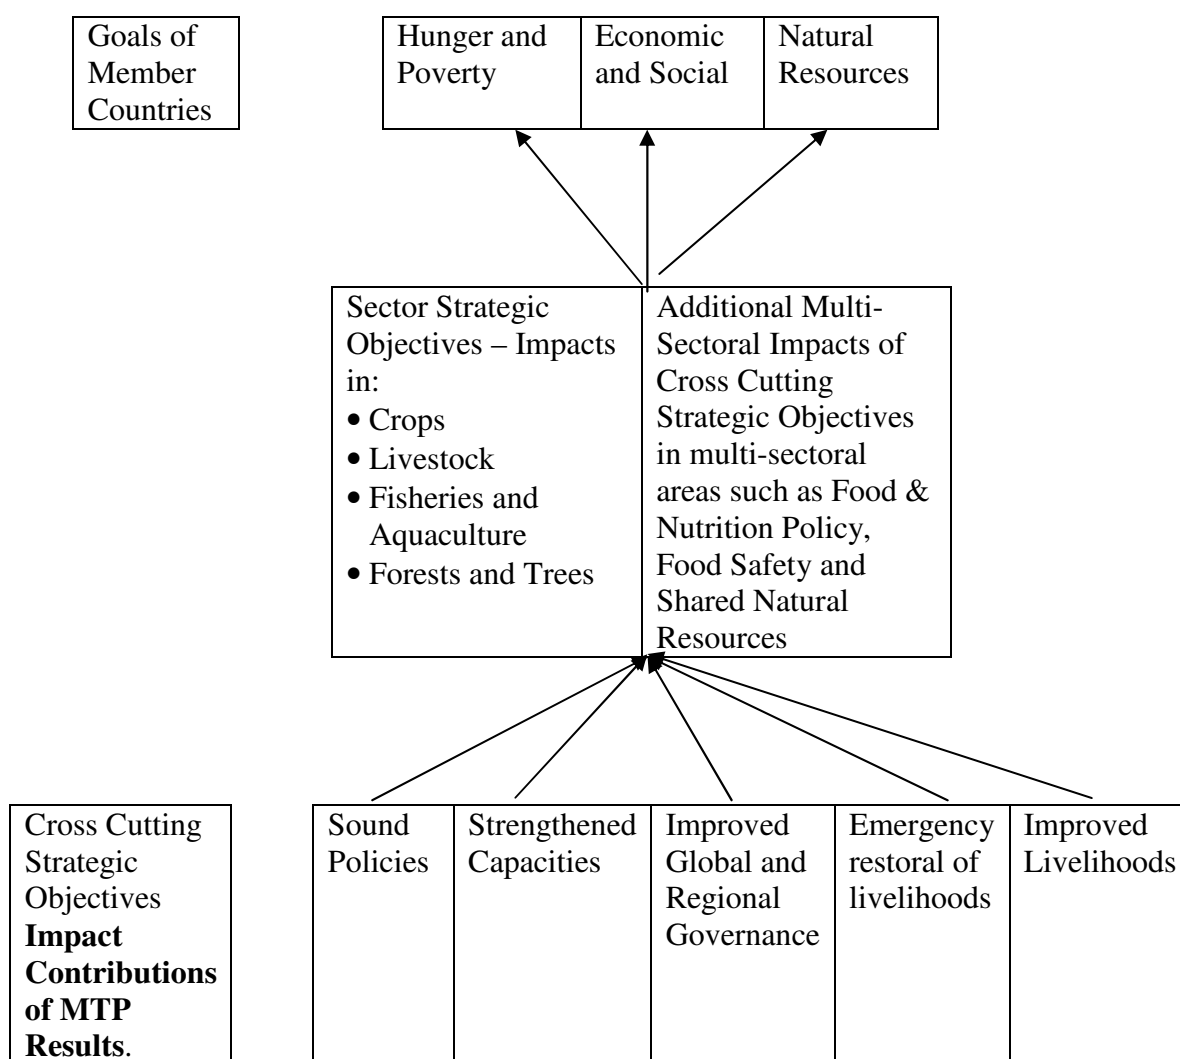 Goals of
Member
Countries
Hunger and
Poverty
Economic
and Social
Natural
Resources
Sector Strategic
Objectives – Impacts
in:
• Crops
• Livestock
• Fisheries and
Aquaculture
• Forests and Trees
Additional Multi-
Sectoral Impacts of
Cross Cutting
Strategic Objectives
in multi-sectoral
areas such as Food &
Nutrition Policy,
Food Safety and
Shared Natural
Resources
Cross Cutting
Strategic
Objectives
Impact
Contributions
of MTP
Results.
Sound
Policies
Strengthened
Capacities
Improved
Global and
Regional
Governance
Emergency
restoral of
livelihoods
Improved
Livelihoods